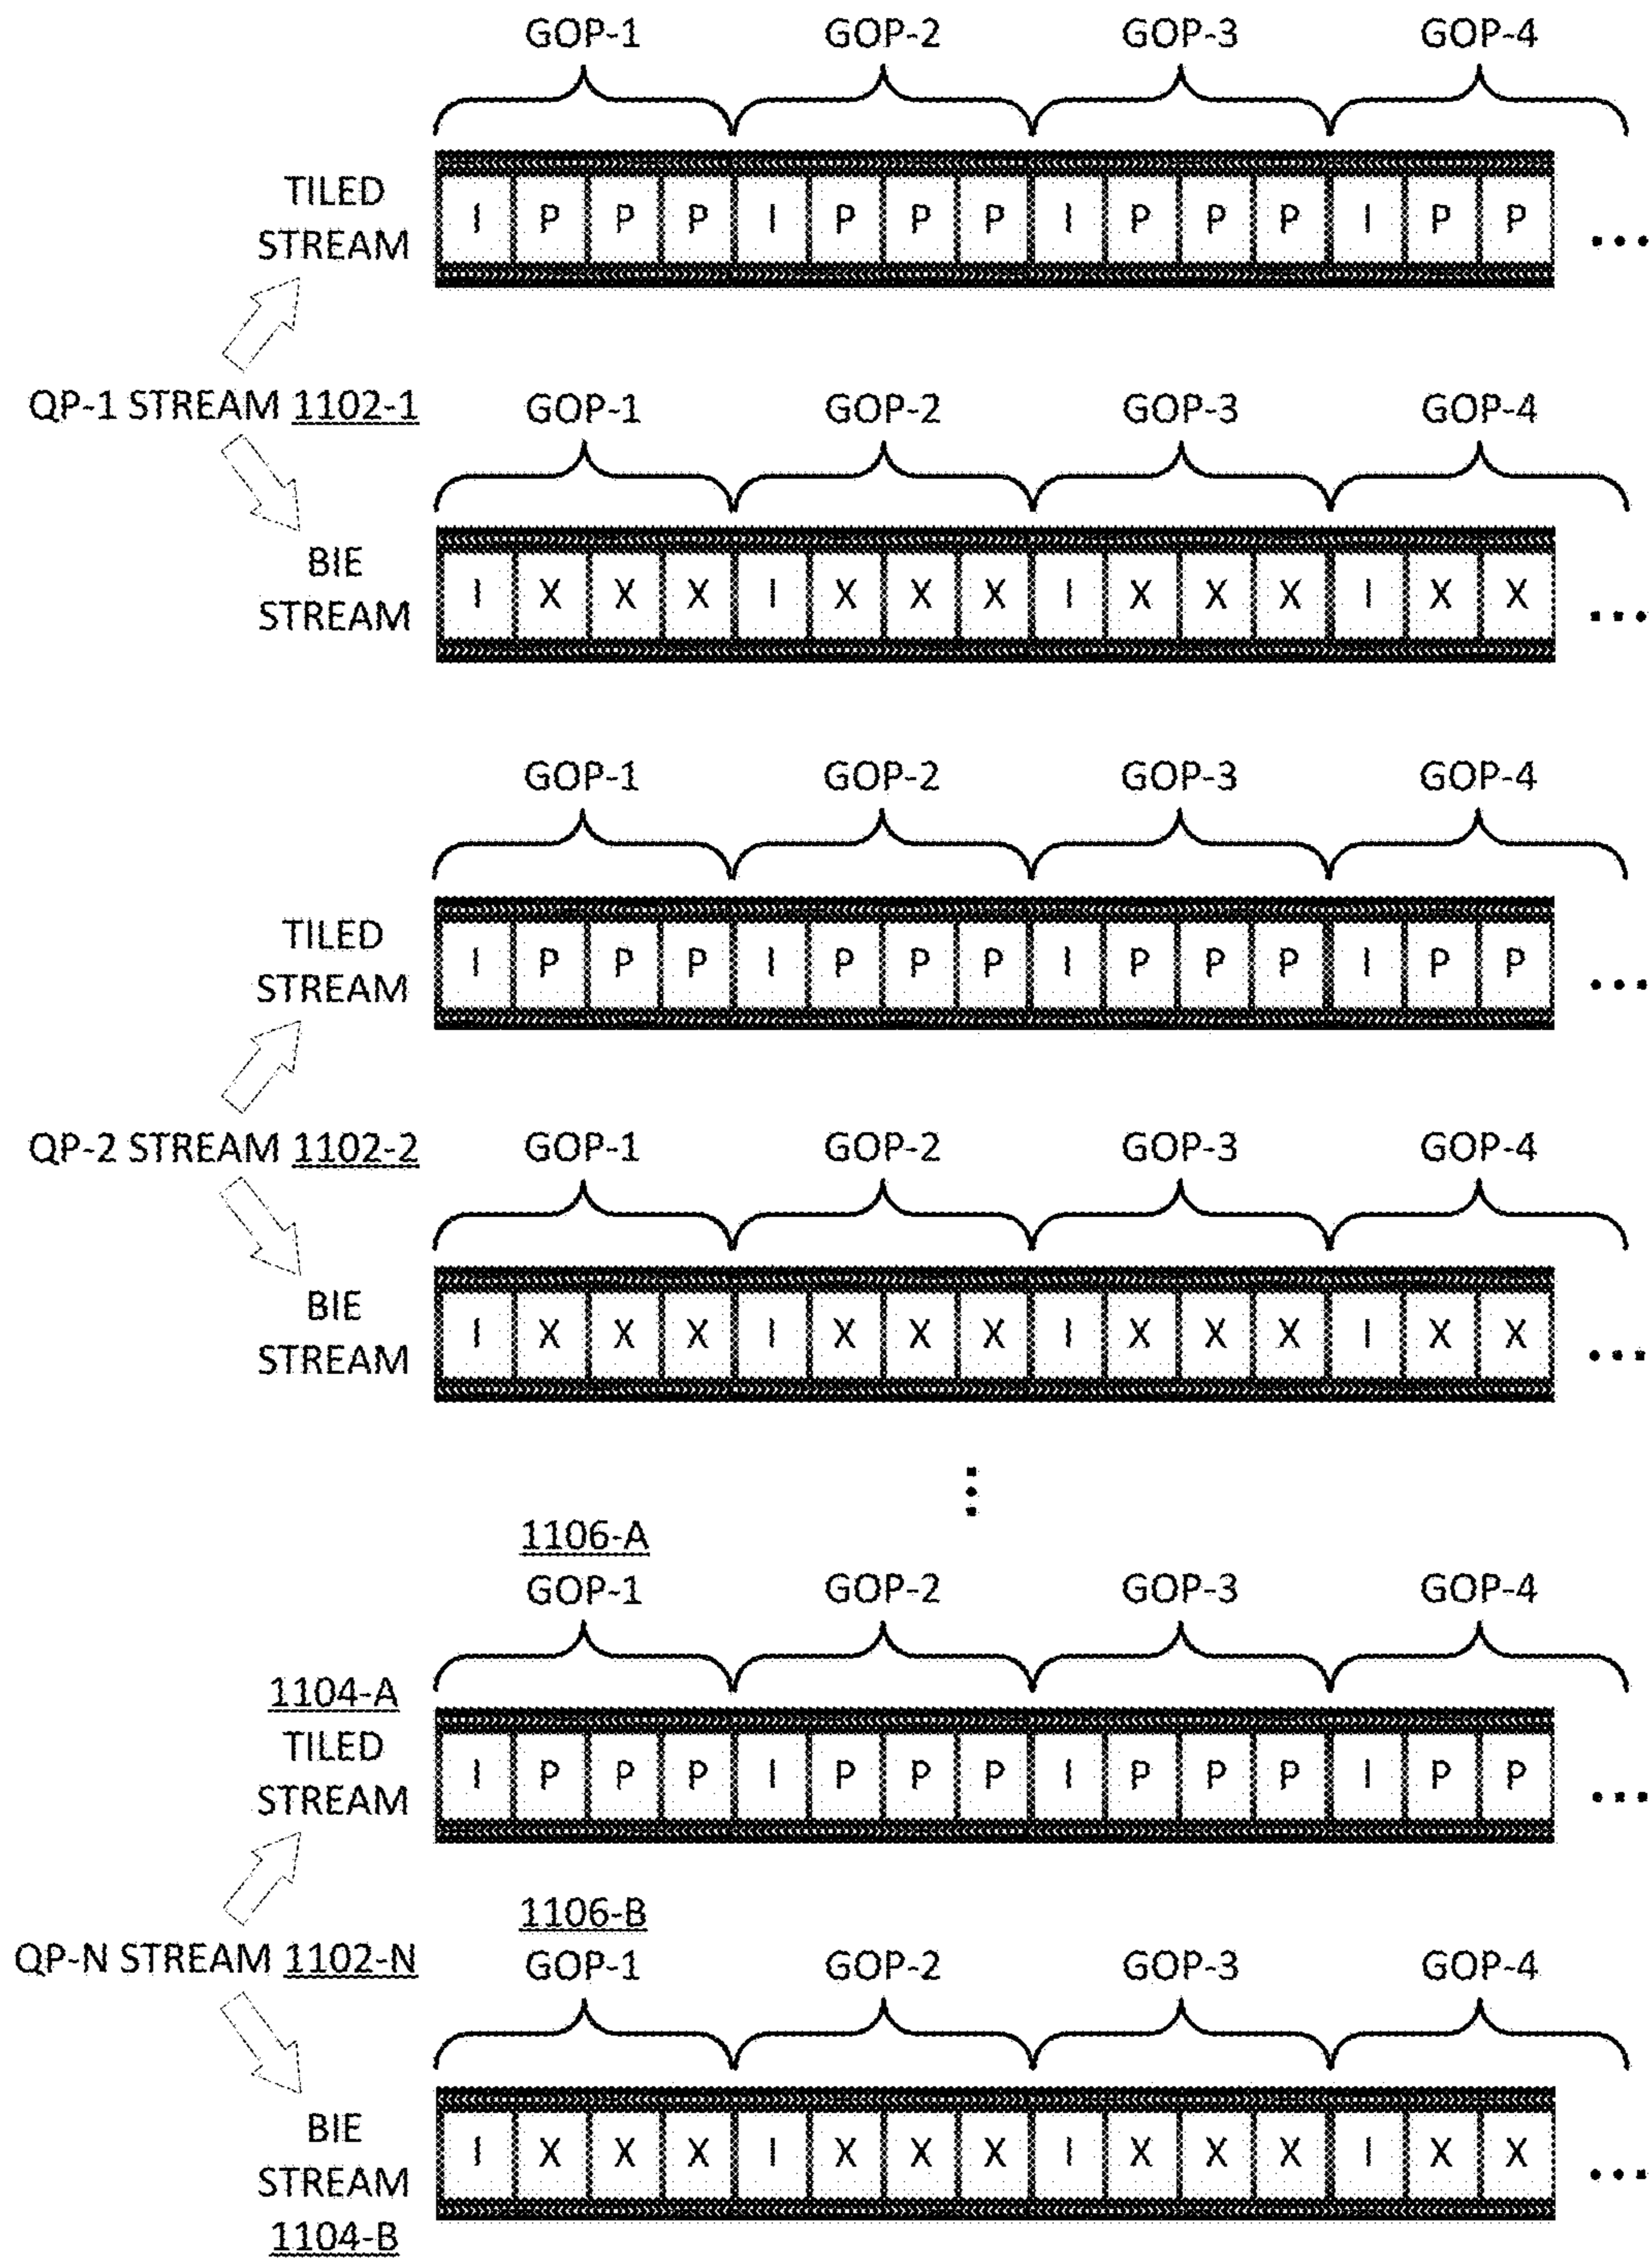 GOP-1 GOP-2 GOP-3 GOP-4
TILED
STREAM
I P P P I P P P I P P P I P P ...
QP-1 STREAM 1102-1
GOP-1 GOP-2 GOP-3 GOP-4
BIE
STREAM
I X X X I X X X I X X X I X X ...
GOP-1 GOP-2 GOP-3 GOP-4
TILED
STREAM
I P P P I P P P I P P P I P P ...
QP-2 STREAM 1102-2
GOP-1 GOP-2 GOP-3 GOP-4
BIE
STREAM
I X X X I X X X I X X X I X X ...
1106-A
GOP-1 GOP-2 GOP-3 GOP-4
1104-A
TILED
STREAM
I P P P I P P P I P P P I P P ...
1106-B
QP-N STREAM 1102-N
GOP-1 GOP-2 GOP-3 GOP-4
BIE
STREAM
1104-B
I X X X I X X X I X X X I X X ...